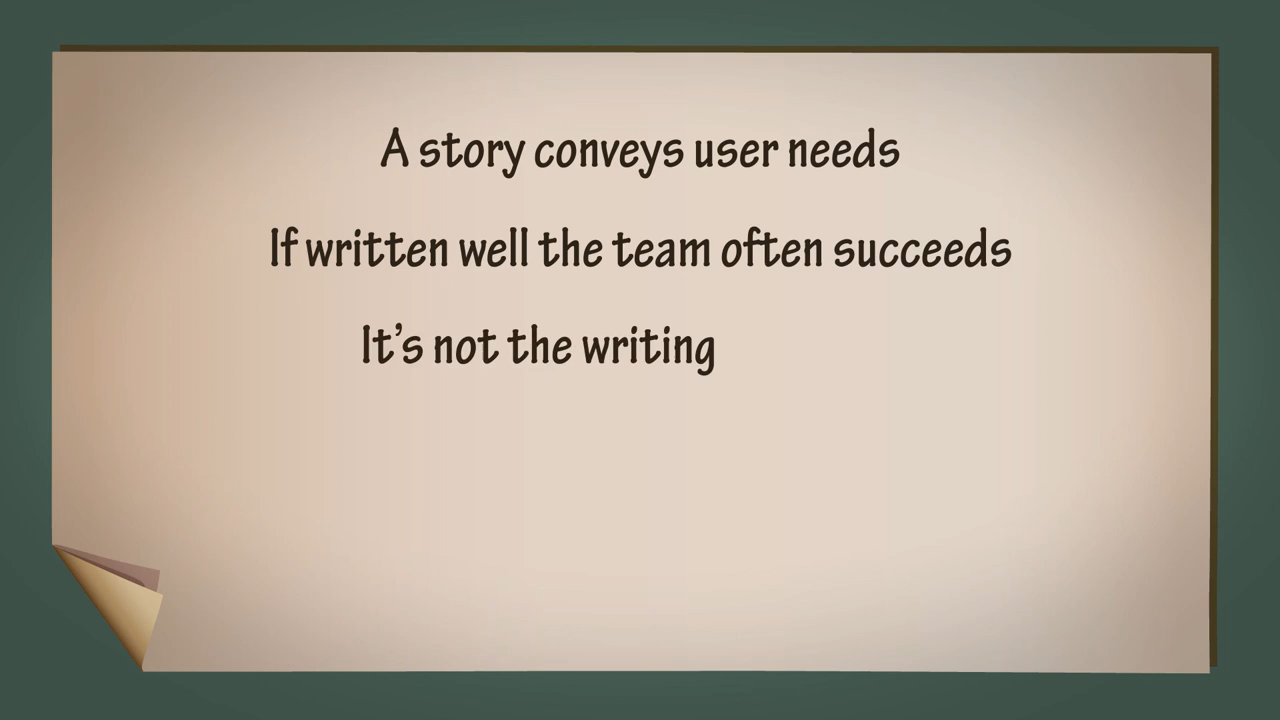 A story conveys user needs
If written well the team often succeeds
It’s not the writing